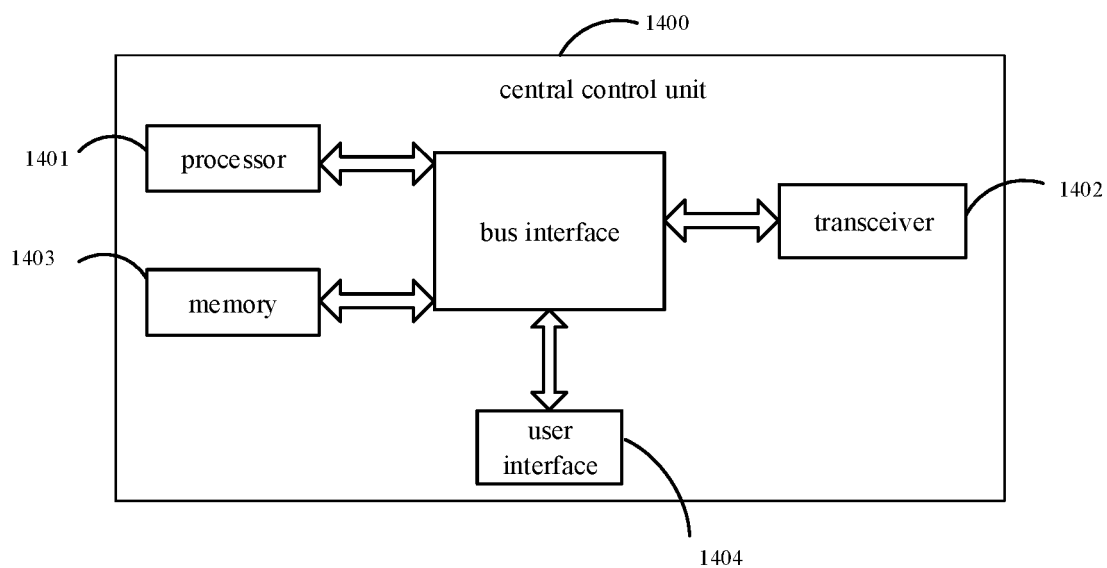 1400
central control unit
1401
processor
bus interface
transceiver
1402
1403
memory
user
interface
1404